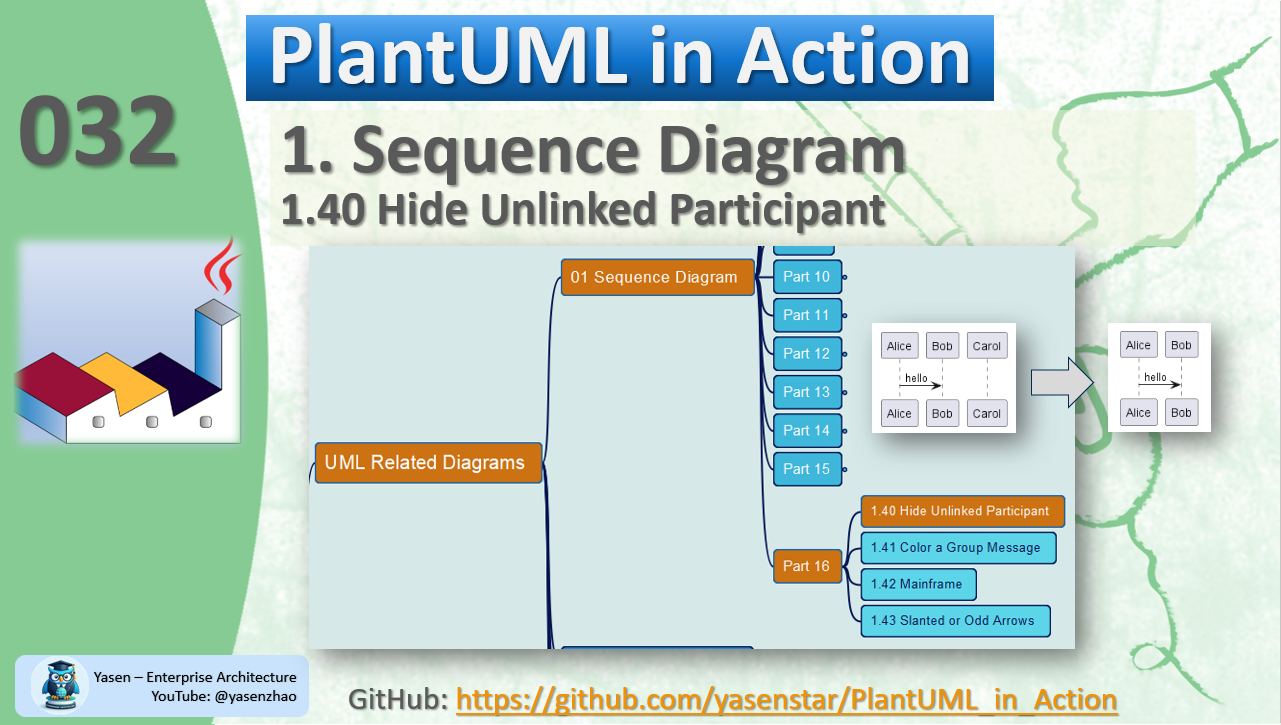 PlantUML in Action
032
1. Sequence Diagram
1.40 Hide Unlinked Participant
01 Sequence Diagram
Part 10
Part 11
Part 12
Part 13
Part 14
Part 15
Alice Bob Carol
hello
Alice Bob Carol
Alice Bob
hello
Alice Bob
UML Related Diagrams
Part 16
1.40 Hide Unlinked Participant
1.41 Color a Group Message
1.42 Mainframe
1.43 Slanted or Odd Arrows
Yasen – Enterprise Architecture
YouTube: @yasenzhao
GitHub: https://github.com/yasenstar/PlantUML_in_Action